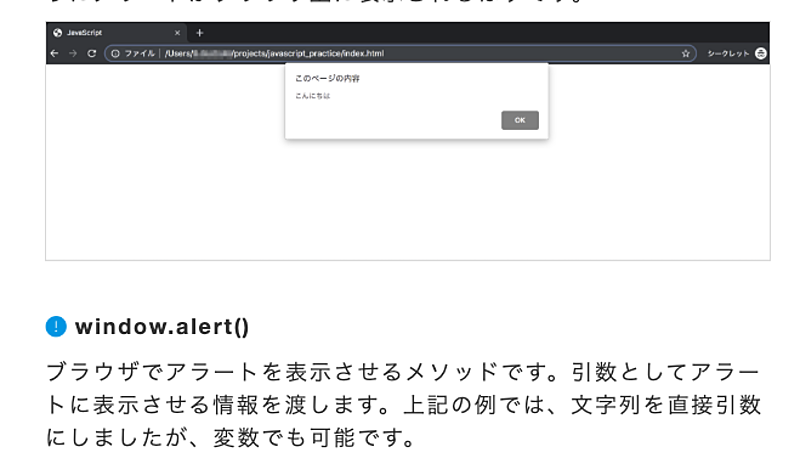 JavaScript
ファイル /Users/ /projects/javascript_practice/index.html シークレット
このページの内容
こんにちは
OK
window.alert()
ブラウザでアラートを表示させるメソッドです。引数としてアラー
トに表示させる情報を渡します。上記の例では、文字列を直接引数
にしましたが、変数でも可能です。